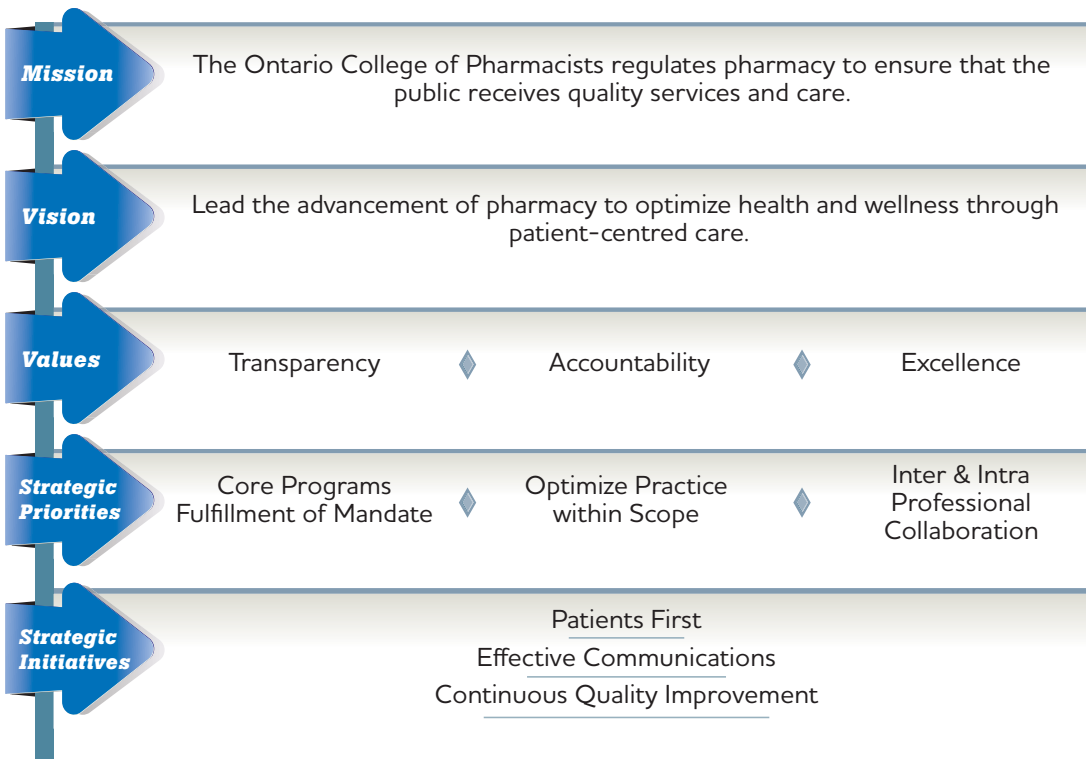 Mission
The Ontario College of Pharmacists regulates pharmacy to ensure that the
public receives quality services and care.
Vision
Lead the advancement of pharmacy to optimize health and wellness through
patient-centred care.
Values
Transparency
Accountability
Excellence
Strategic
Priorities
Core Programs
Fulfillment of Mandate
Optimize Practice
within Scope
Inter & Intra
Professional
Collaboration
Strategic
Initiatives
Patients First
Effective Communications
Continuous Quality Improvement